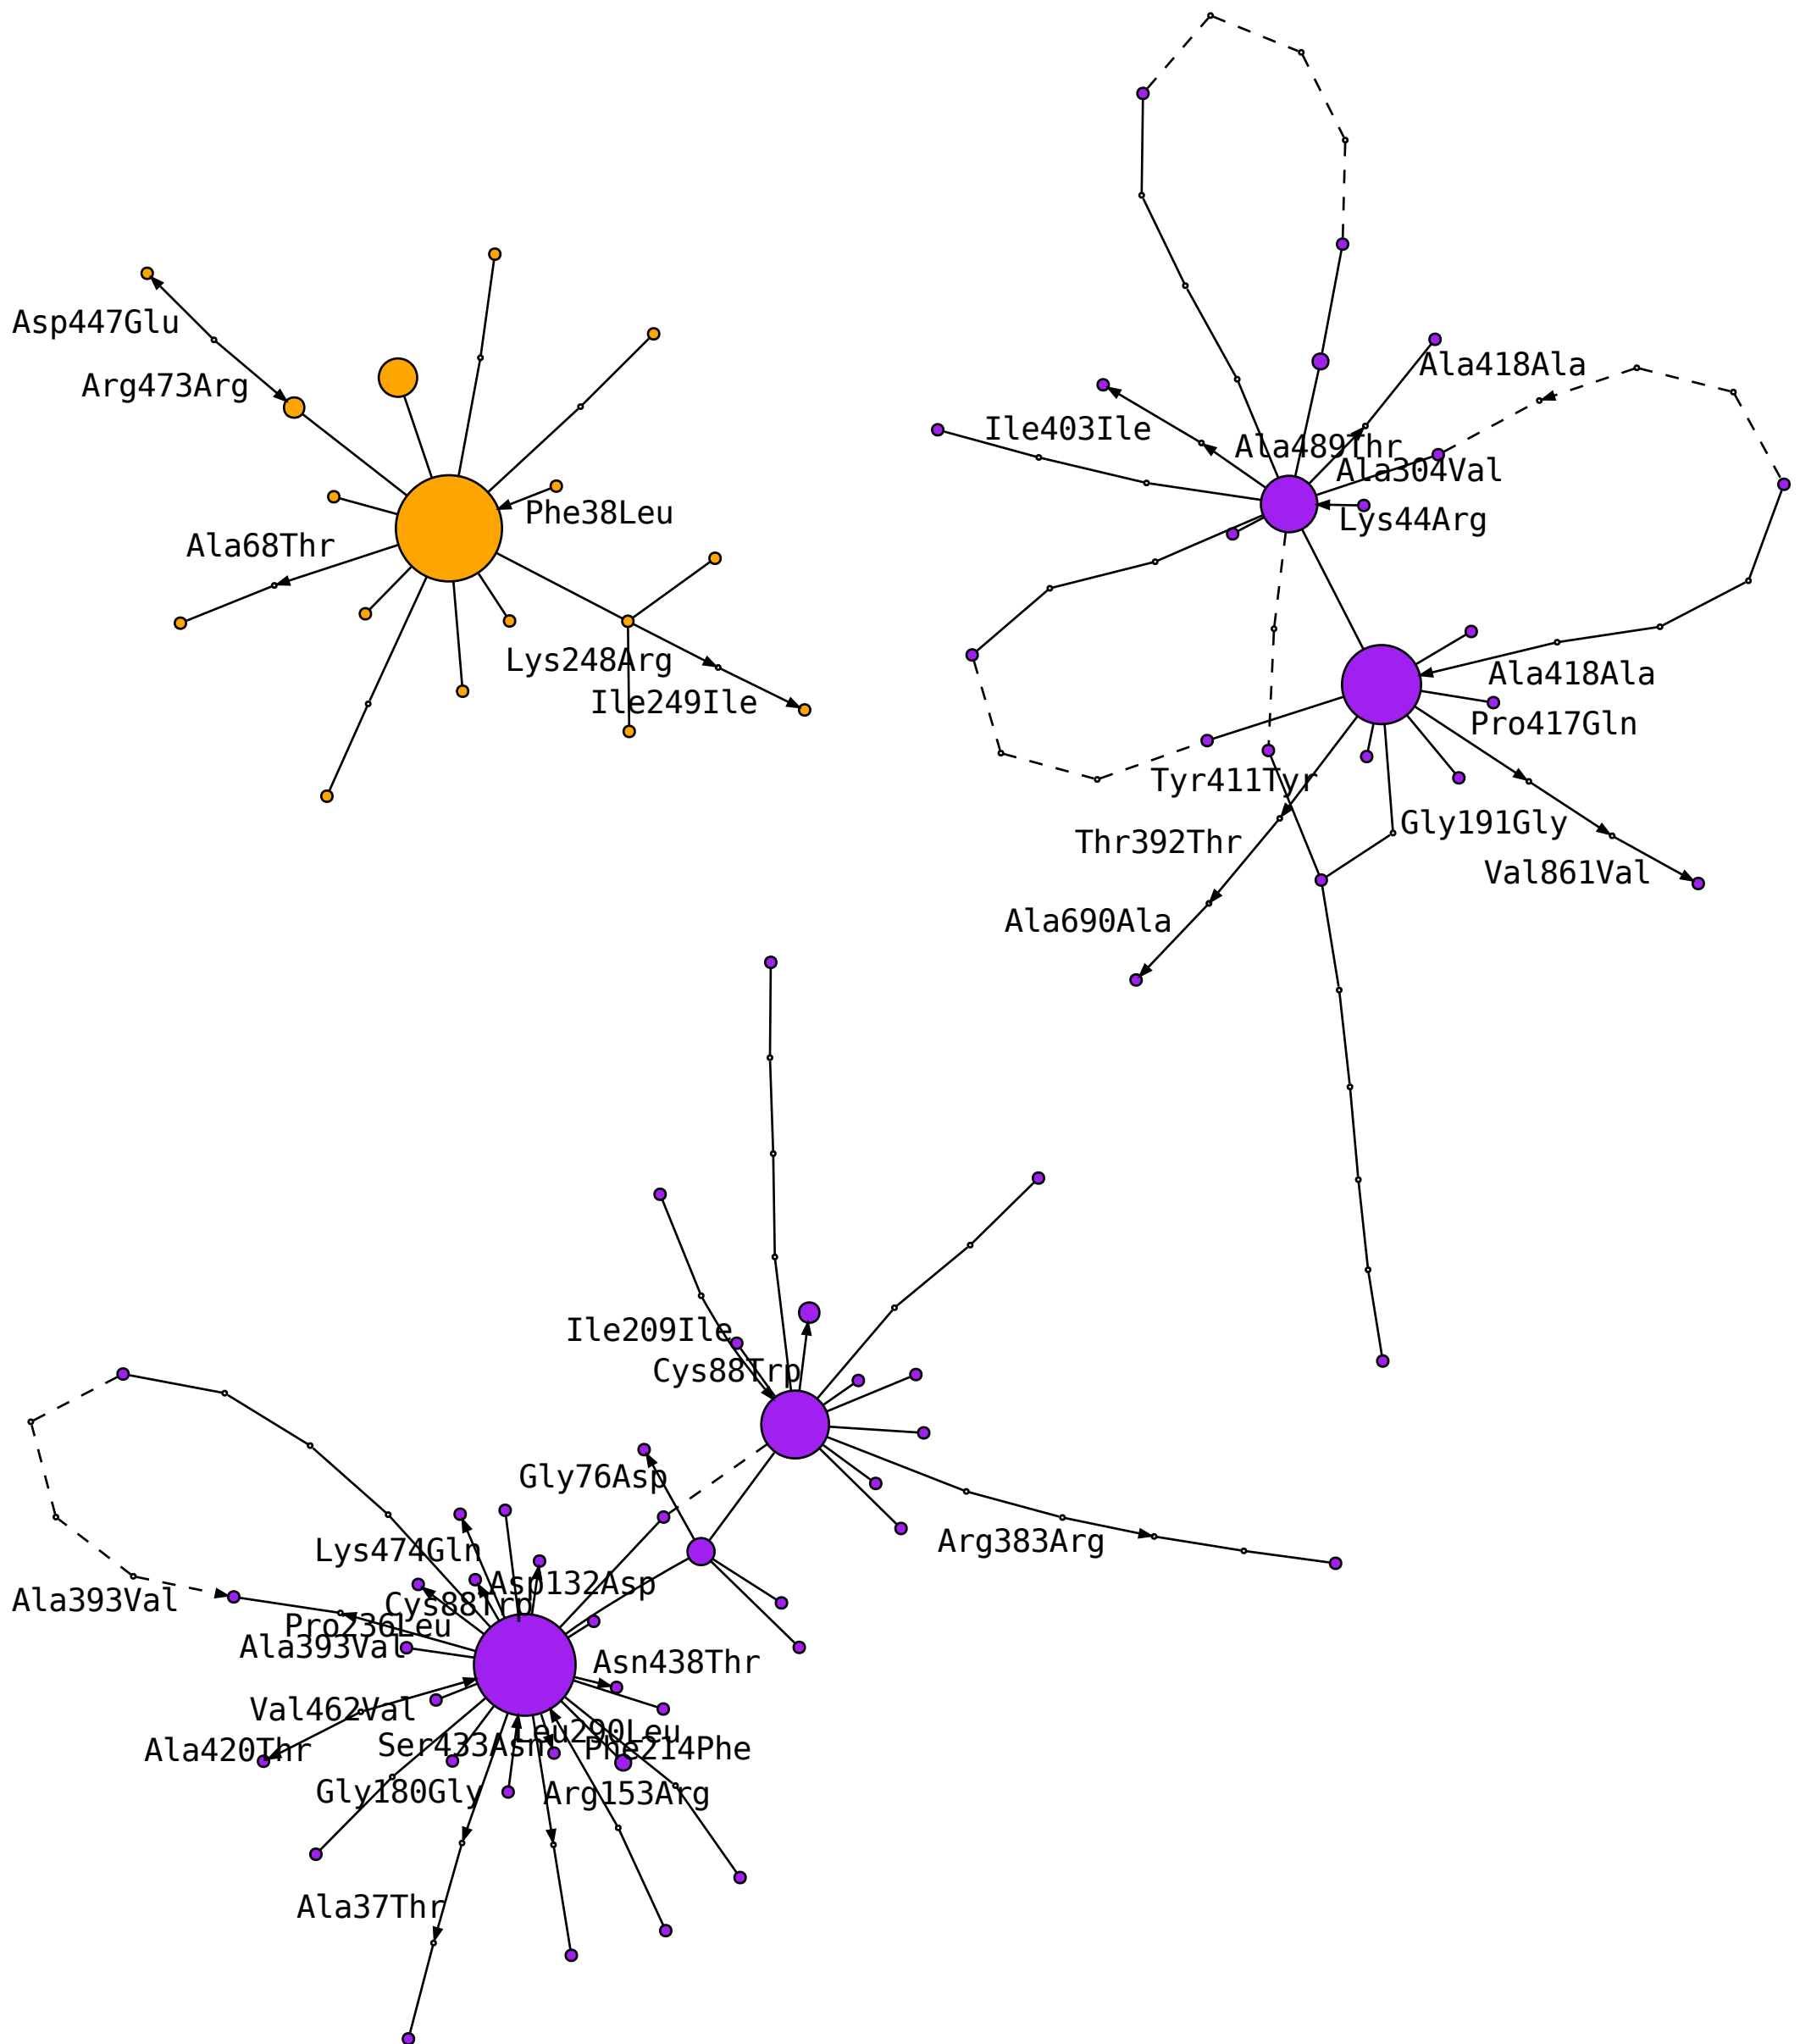 Asp447Glu
Arg473Arg
Phe38Leu
Ala68Thr
Lys248Arg
Ile249Ile
Ala418Ala
Ile403Ile
Ala489Thr
Ala304Val
Lys44Arg
Ala418Ala
Pro417Gln
Tyr411Tyr
Gly191Gly
Thr392Thr
Val861Val
Ala690Ala
Ile209Ile
Cys88Trp
Gly76Asp
Arg383Arg
Lys474Gln
Asp132Asp
Ala393Val
Cys88Trp
Pro236Leu
Ala393Val
Asn438Thr
Val462Val
Leu290Leu
Ser433Asn
Phe214Phe
Ala420Thr
Gly180Gly
Arg153Arg
Ala37Thr